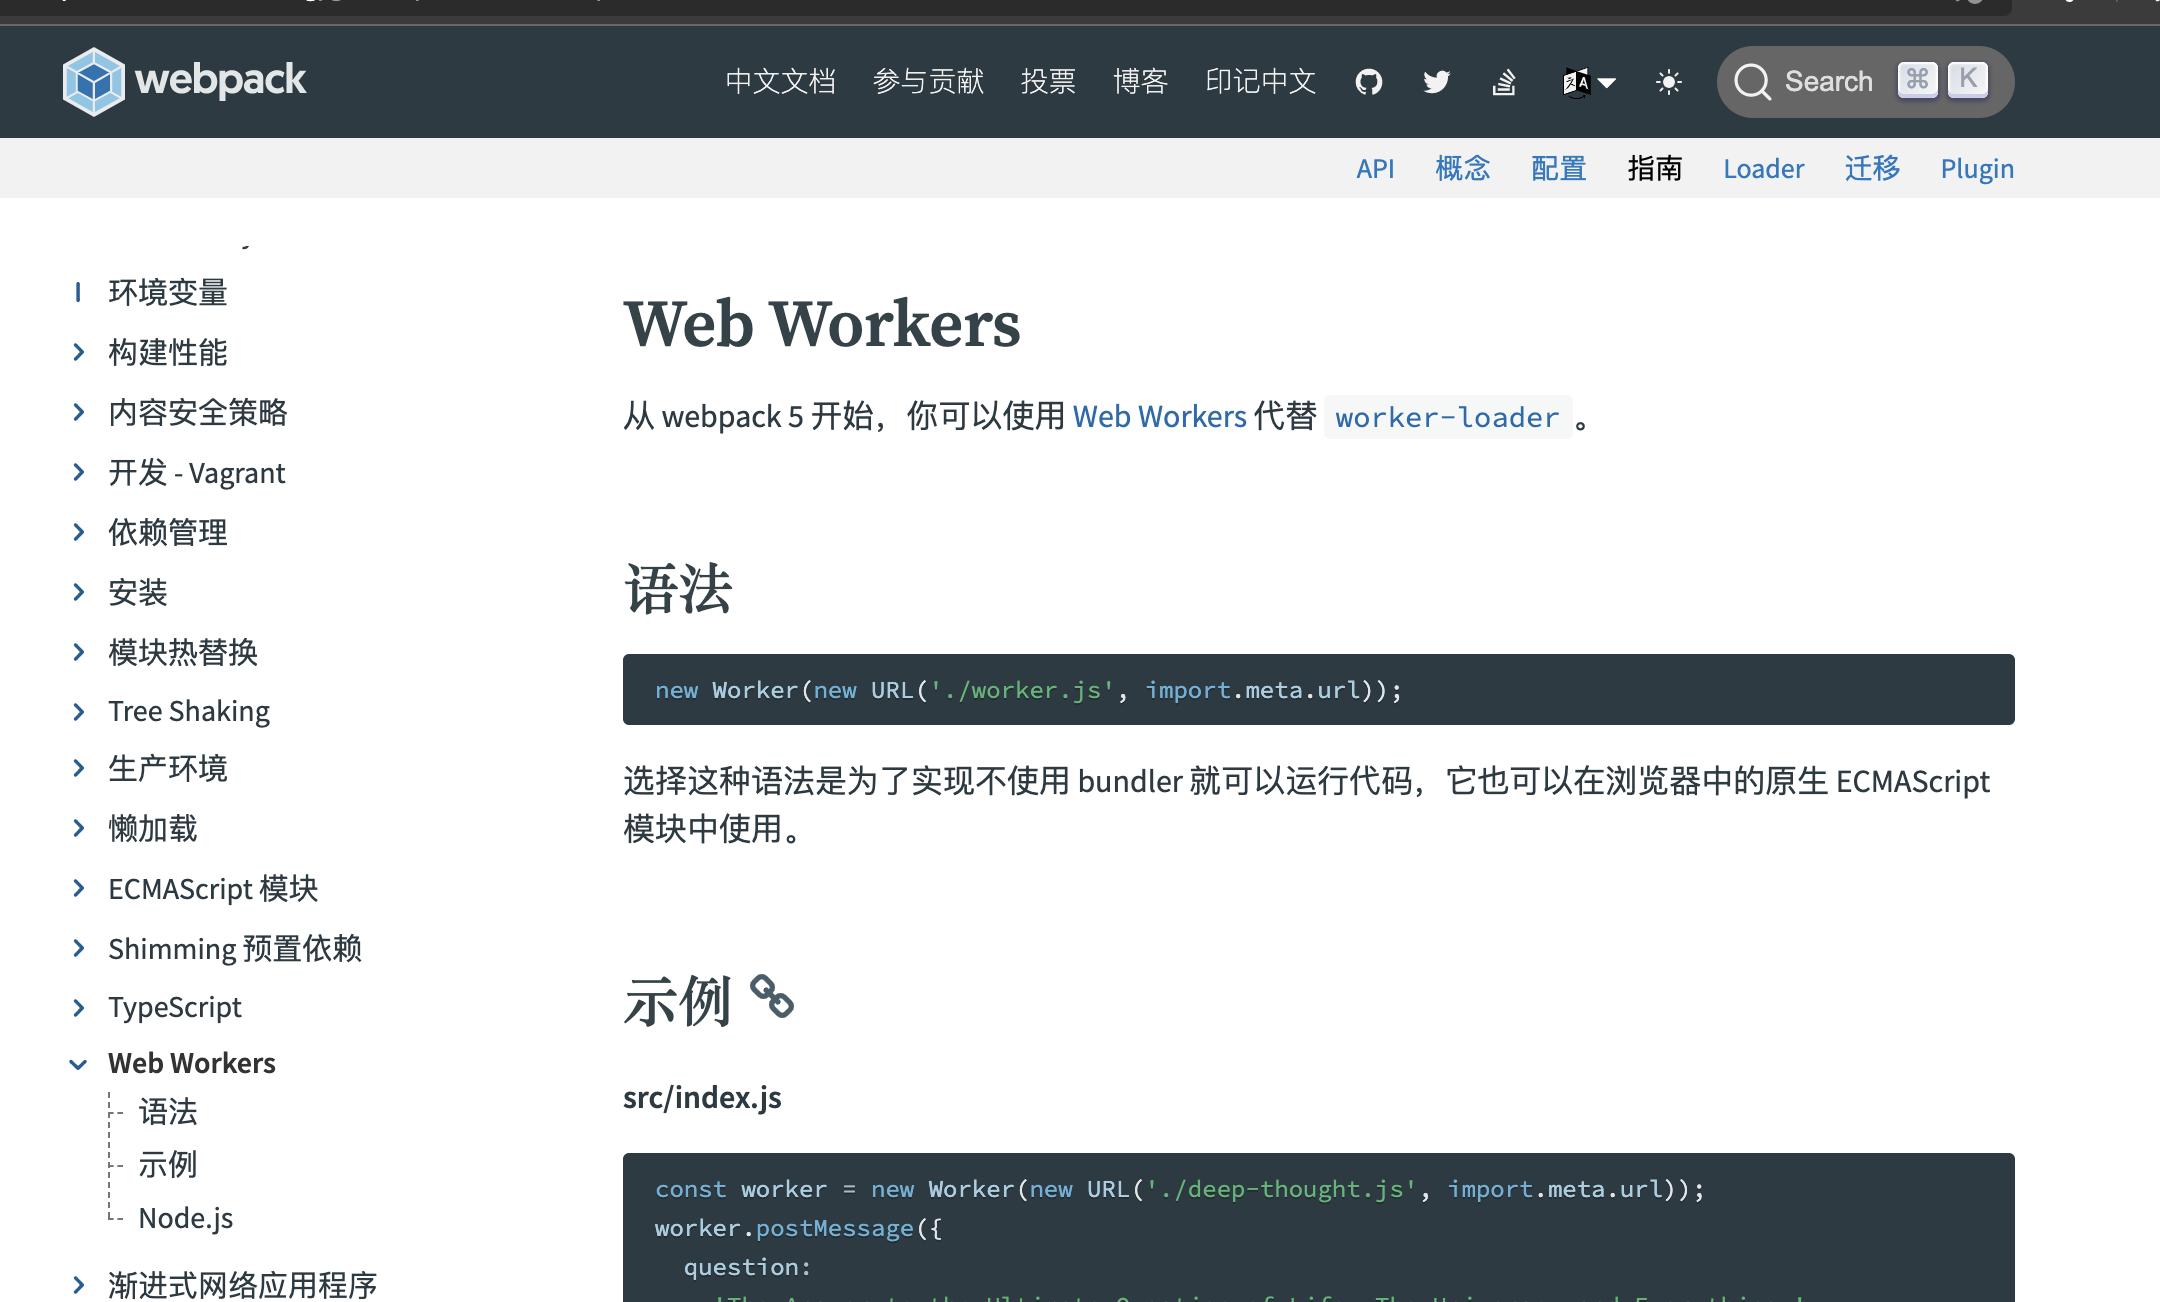 webpack
中文文档 参与贡献 投票 博客 印记中文 Search ⌘ K
API 概念 配置 指南 Loader 迁移 Plugin
环境变量
构建性能
内容安全策略
开发 - Vagrant
依赖管理
安装
模块热替换
Tree Shaking
生产环境
懒加载
ECMAScript 模块
Shimming 预置依赖
TypeScript
Web Workers
语法
示例
Node.js
渐进式网络应用程序
Web Workers
从 webpack 5 开始，你可以使用 Web Workers 代替 worker-loader 。
语法
new Worker(new URL('./worker.js', import.meta.url));
选择这种语法是为了实现不使用 bundler 就可以运行代码，它也可以在浏览器中的原生 ECMAScript
模块中使用。
示例
src/index.js
const worker = new Worker(new URL('./deep-thought.js', import.meta.url));
worker.postMessage({
question: